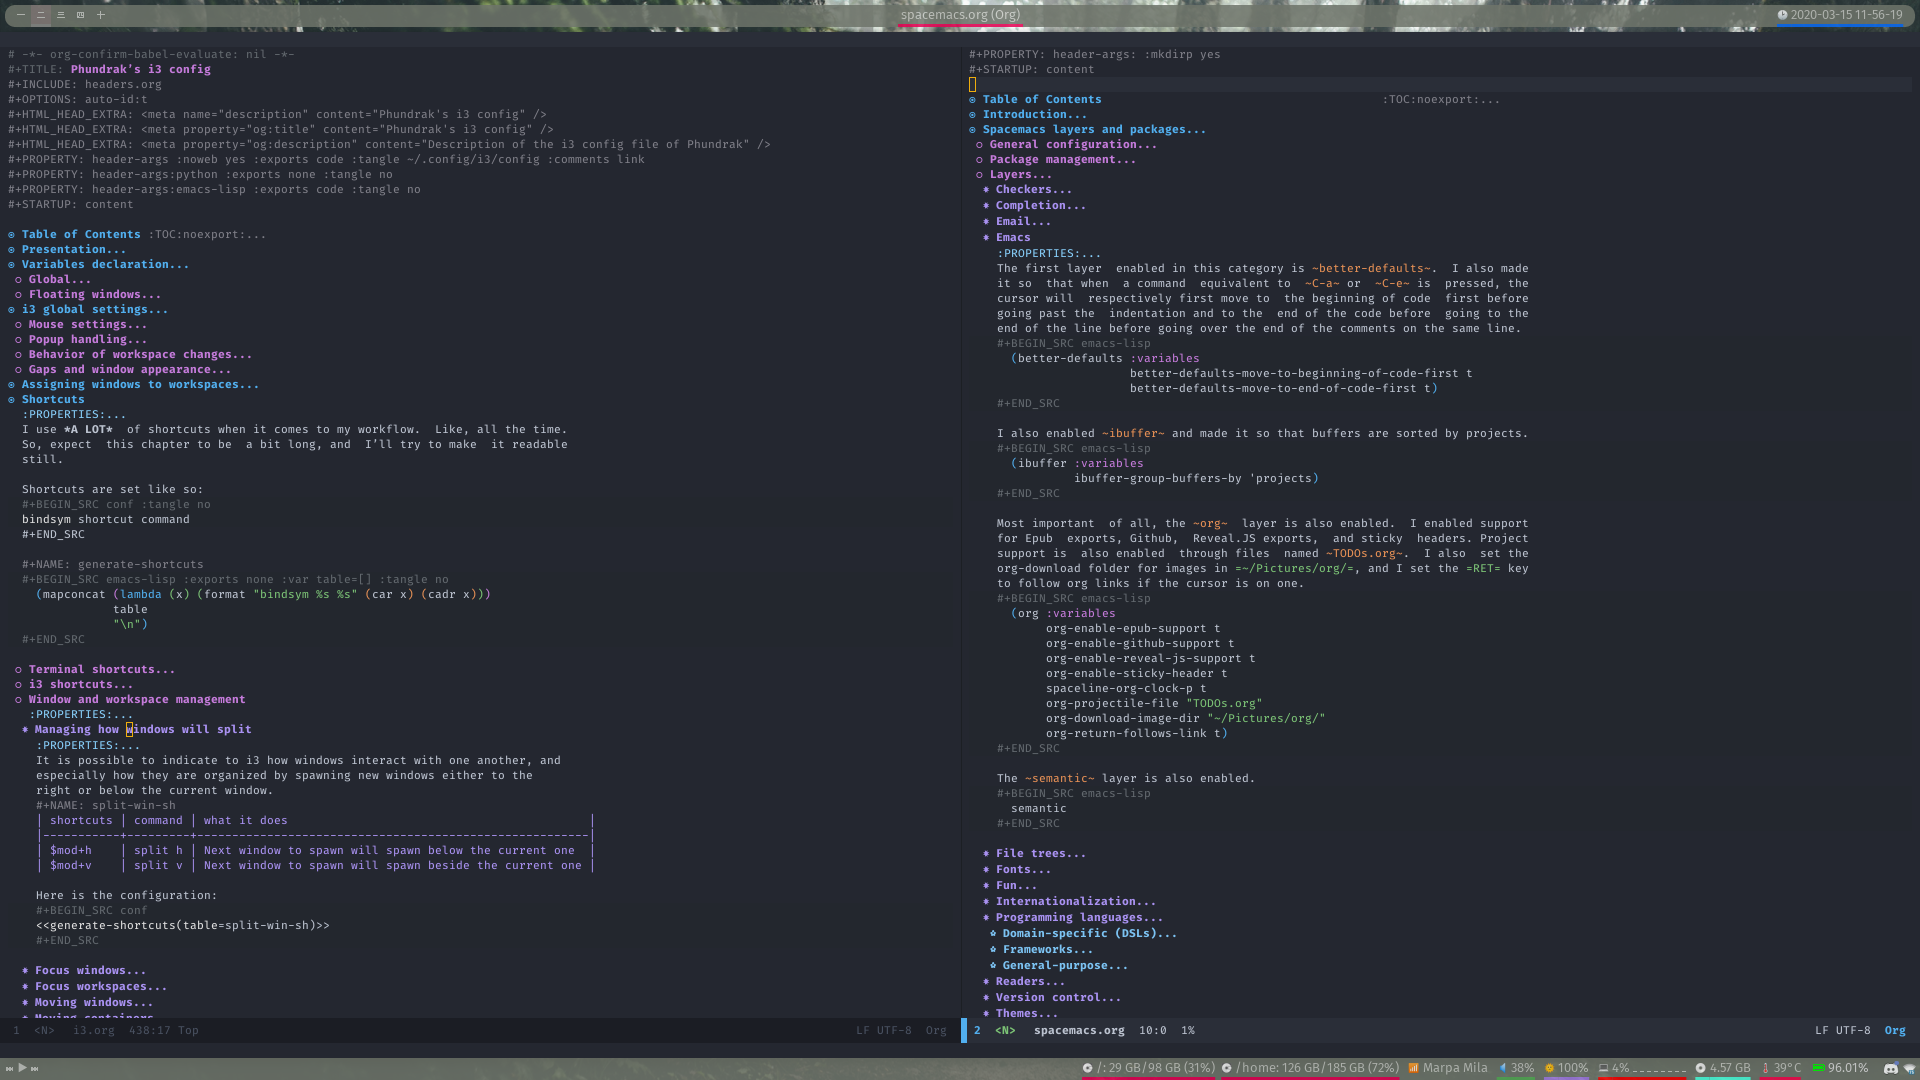 一 二 三 四 +
spacemacs.org (Org)
2020-03-15 11-56-19
# -*- org-confirm-babel-evaluate: nil -*-
#+TITLE: Phundrak's i3 config
#+INCLUDE: headers.org
#+OPTIONS: auto-id:t
#+HTML_HEAD_EXTRA: <meta name="description" content="Phundrak's i3 config" />
#+HTML_HEAD_EXTRA: <meta property="og:title" content="Phundrak's i3 config" />
#+HTML_HEAD_EXTRA: <meta property="og:description" content="Description of the i3 config file of Phundrak" />
#+PROPERTY: header-args :noweb yes :exports code :tangle ~/.config/i3/config :comments link
#+PROPERTY: header-args:python :exports none :tangle no
#+PROPERTY: header-args:emacs-lisp :exports code :tangle no
#+STARTUP: content
Table of Contents :TOC:noexport:...
Presentation...
Variables declaration...
Global...
Floating windows...
i3 global settings...
Mouse settings...
Popup handling...
Behavior of workspace changes...
Gaps and window appearance...
Assigning windows to workspaces...
Shortcuts
:PROPERTIES:...
I use *A LOT*  of shortcuts when it comes to my workflow.  Like, all the time.
So, expect  this chapter to be  a bit long, and  I'll try to make  it readable
still.
Shortcuts are set like so:
#+BEGIN_SRC conf :tangle no
bindsym shortcut command
#+END_SRC
#+NAME: generate-shortcuts
#+BEGIN_SRC emacs-lisp :exports none :var table=[] :tangle no
(mapconcat (lambda (x) (format "bindsym %s %s" (car x) (cadr x)))
table
"\n")
#+END_SRC
Terminal shortcuts...
i3 shortcuts...
Window and workspace management
:PROPERTIES:...
Managing how windows will split
:PROPERTIES:...
It is possible to indicate to i3 how windows interact with one another, and
especially how they are organized by spawning new windows either to the
right or below the current window.
#+NAME: split-win-sh
| shortcuts | command | what it does                                           |
|-----------+---------+--------------------------------------------------------|
| $mod+h    | split h | Next window to spawn will spawn below the current one  |
| $mod+v    | split v | Next window to spawn will spawn beside the current one |
Here is the configuration:
#+BEGIN_SRC conf
<<generate-shortcuts(table=split-win-sh)>>
#+END_SRC
Focus windows...
Focus workspaces...
Moving windows...
Moving containers
1 <N> i3.org 438:17 Top LF UTF-8 Org
#+PROPERTY: header-args: :mkdirp yes
#+STARTUP: content
Table of Contents :TOC:noexport:...
Introduction...
Spacemacs layers and packages...
General configuration...
Package management...
Layers...
Checkers...
Completion...
Email...
Emacs
:PROPERTIES:...
The first layer  enabled in this category is ~better-defaults~.  I also made
it so  that when  a command  equivalent to  ~C-a~ or  ~C-e~ is  pressed, the
cursor will  respectively first move to  the beginning of code  first before
going past the  indentation and to the  end of the code before  going to the
end of the line before going over the end of the comments on the same line.
#+BEGIN_SRC emacs-lisp
(better-defaults :variables
better-defaults-move-to-beginning-of-code-first t
better-defaults-move-to-end-of-code-first t)
#+END_SRC
I also enabled ~ibuffer~ and made it so that buffers are sorted by projects.
#+BEGIN_SRC emacs-lisp
(ibuffer :variables
ibuffer-group-buffers-by 'projects)
#+END_SRC
Most important  of all, the ~org~  layer is also enabled.  I enabled support
for Epub  exports, Github,  Reveal.JS exports,  and sticky  headers. Project
support is  also enabled  through files  named ~TODOs.org~.  I also  set the
org-download folder for images in =~/Pictures/org/=, and I set the =RET= key
to follow org links if the cursor is on one.
#+BEGIN_SRC emacs-lisp
(org :variables
org-enable-epub-support t
org-enable-github-support t
org-enable-reveal-js-support t
org-enable-sticky-header t
spaceline-org-clock-p t
org-projectile-file "TODOs.org"
org-download-image-dir "~/Pictures/org/"
org-return-follows-link t)
#+END_SRC
The ~semantic~ layer is also enabled.
#+BEGIN_SRC emacs-lisp
semantic
#+END_SRC
File trees...
Fonts...
Fun...
Internationalization...
Programming languages...
Domain-specific (DSLs)...
Frameworks...
General-purpose...
Readers...
Version control...
Themes...
2 <N> spacemacs.org 10:0 1% LF UTF-8 Org
/: 29 GB/98 GB (31%) /home: 126 GB/185 GB (72%) Marpa Mila 38% 100% 4% 4.57 GB 39°C 96.01%